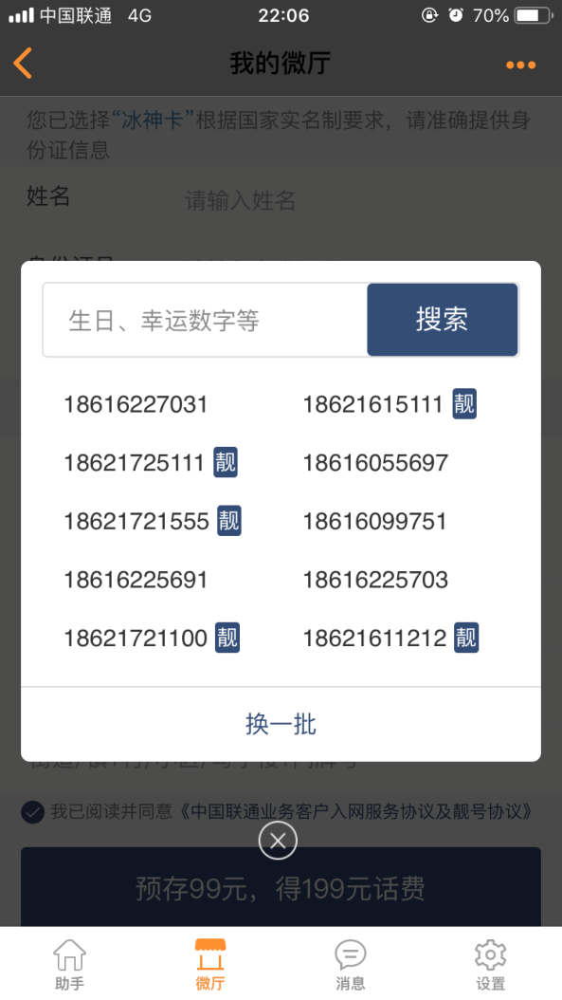 中国联通 4G 22:06 70%
我的微厅
您已选择“冰神卡”根据国家实名制要求，请准确提供身
份证信息
姓名 请输入姓名
生日、幸运数字等 搜索
18616227031 18621615111 靓
18621725111 靓 18616055697
18621721555 靓 18616099751
18616225691 18616225703
18621721100 靓 18621611212 靓
换一批
我已阅读并同意《中国联通业务客户入网服务协议及靓号协议》
预存99元，得199元话费
助手 微厅 消息 设置